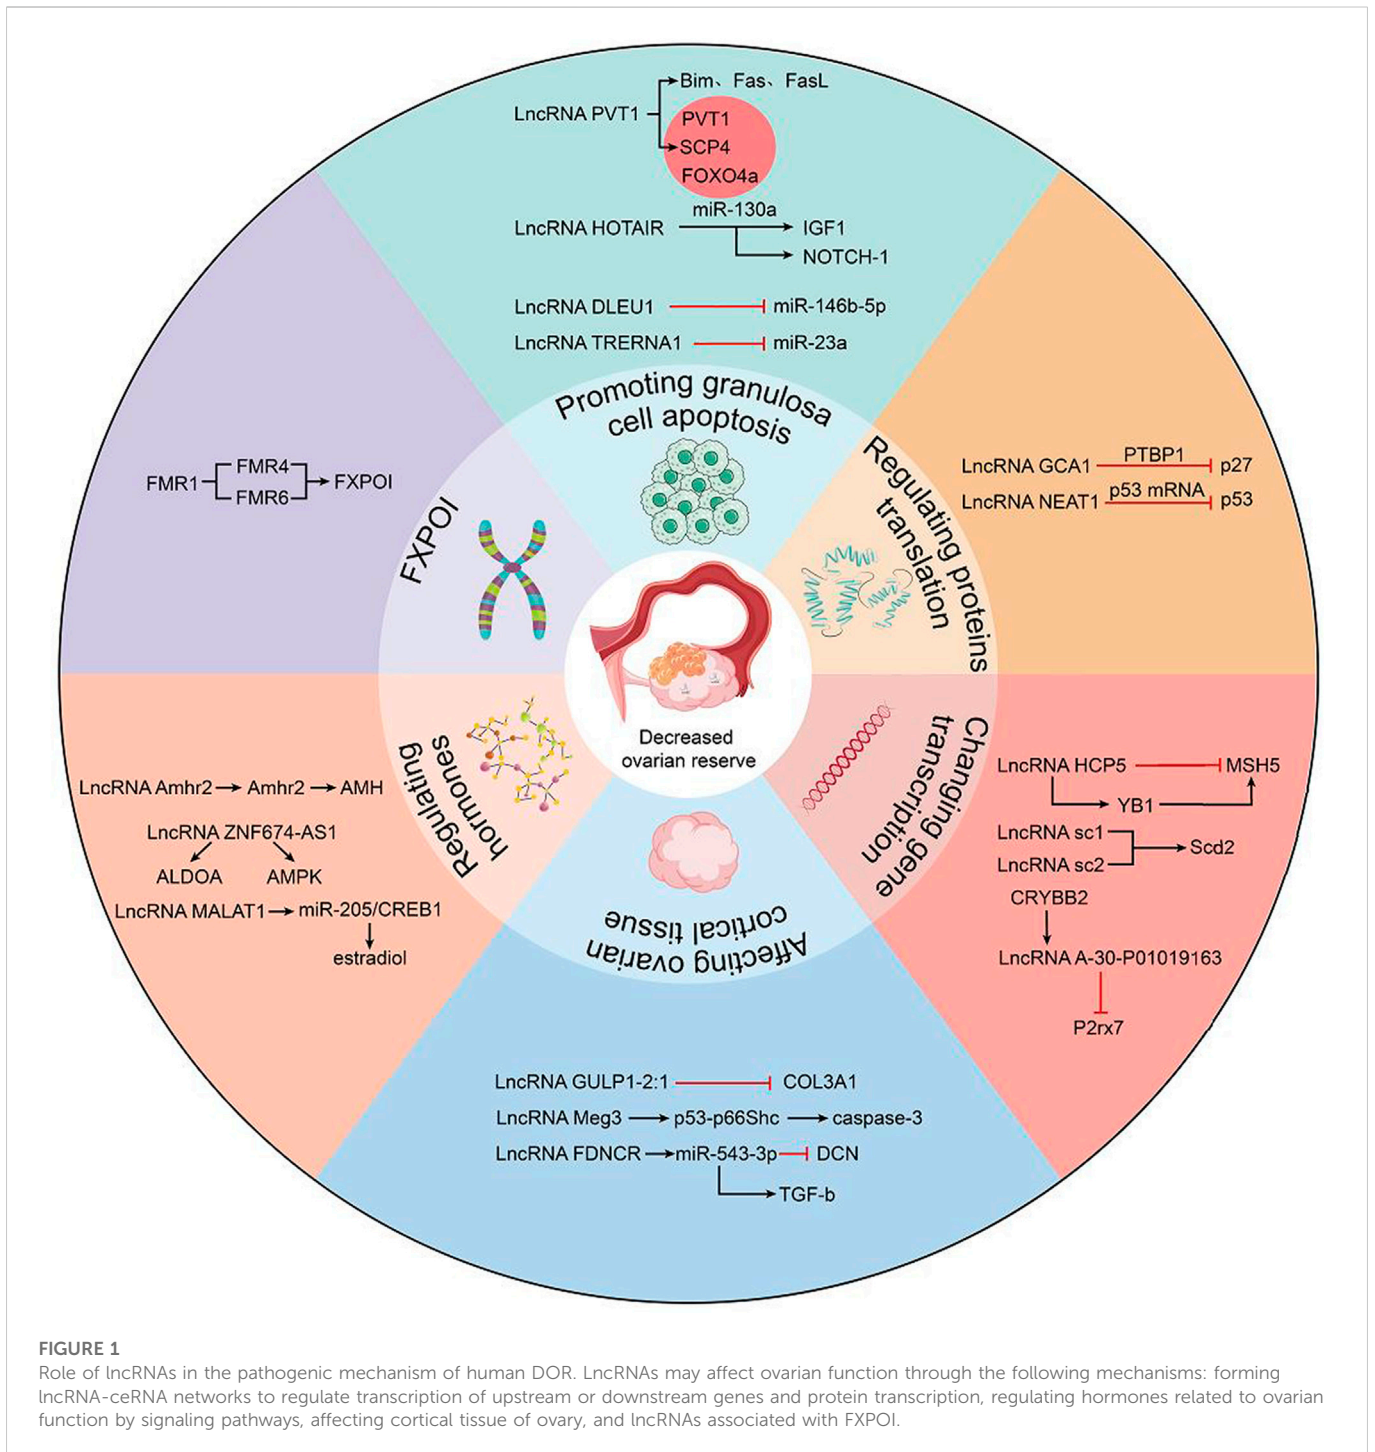 LncRNA PVT1
Bim、Fas、FasL
PVT1
SCP4
FOXO4a
miR-130a
LncRNA HOTAIR
IGF1
NOTCH-1
LncRNA DLEU1
miR-146b-5p
LncRNA TRERNA1
miR-23a
Promoting granulosa
cell apoptosis
LncRNA GCA1
PTBP1
p27
LncRNA NEAT1
p53 mRNA
p53
Regulating proteins
translation
LncRNA HCP5
MSH5
YB1
LncRNA sc1
LncRNA sc2
Scd2
CRYBB2
LncRNA A-30-P01019163
P2rx7
Changing gene
transcription
LncRNA GULP1-2:1
COL3A1
LncRNA Meg3
p53-p66Shc
caspase-3
LncRNA FDNCR
miR-543-3p
DCN
TGF-b
Affecting ovarian
cortical tissue
LncRNA Amhr2
Amhr2
AMH
LncRNA ZNF674-AS1
ALDOA
AMPK
LncRNA MALAT1
miR-205/CREB1
estradiol
Regulating
hormones
FMR1
FMR4
FMR6
FXPOI
FXPOI
Decreased
ovarian reserve
FIGURE 1
Role of lncRNAs in the pathogenic mechanism of human DOR. LncRNAs may affect ovarian function through the following mechanisms: forming
lncRNA-ceRNA networks to regulate transcription of upstream or downstream genes and protein transcription, regulating hormones related to ovarian
function by signaling pathways, affecting cortical tissue of ovary, and lncRNAs associated with FXPOI.